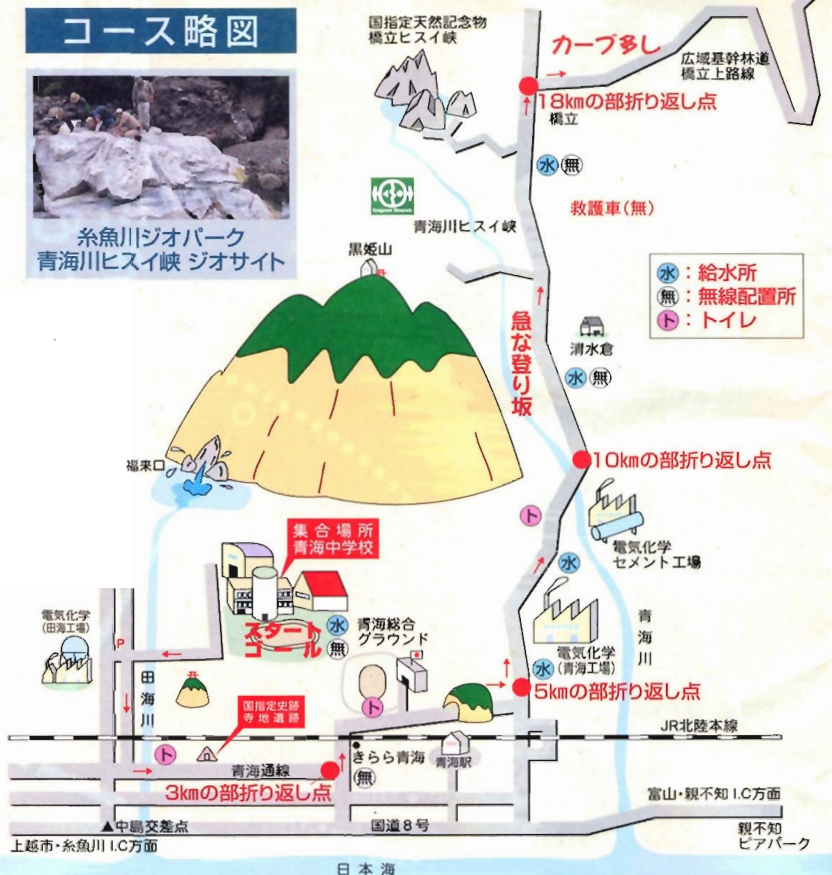 コース略図
糸魚川ジオパーク
青海川ヒスイ峡 ジオサイト
国指定天然記念物
橋立ヒスイ峡
カーブ多し
広域基幹林道
橋立上路線
18kmの部折り返し点
橋立
水 無
救護車(無)
青海川ヒスイ峡
黒姫山
水:給水所
無:無線配置所
ト:トイレ
急な登り坂
清水倉
水 無
10kmの部折り返し点
福来口
ト
電気化学
セメント工場
水
集合場所
青海中学校
スタート
ゴール
水
無
青海総合
グラウンド
ト
電気化学
(青海工場)
水
青海川
5kmの部折り返し点
電気化学
(田海工場)
P
田海川
国指定史跡
寺地遺跡
JR北陸本線
ト
きらら青海
無
青海駅
青海通線
3kmの部折り返し点
富山・親不知 I.C方面
▲中島交差点
国道8号
上越市・糸魚川 I.C方面
親不知
ピアパーク
日本海